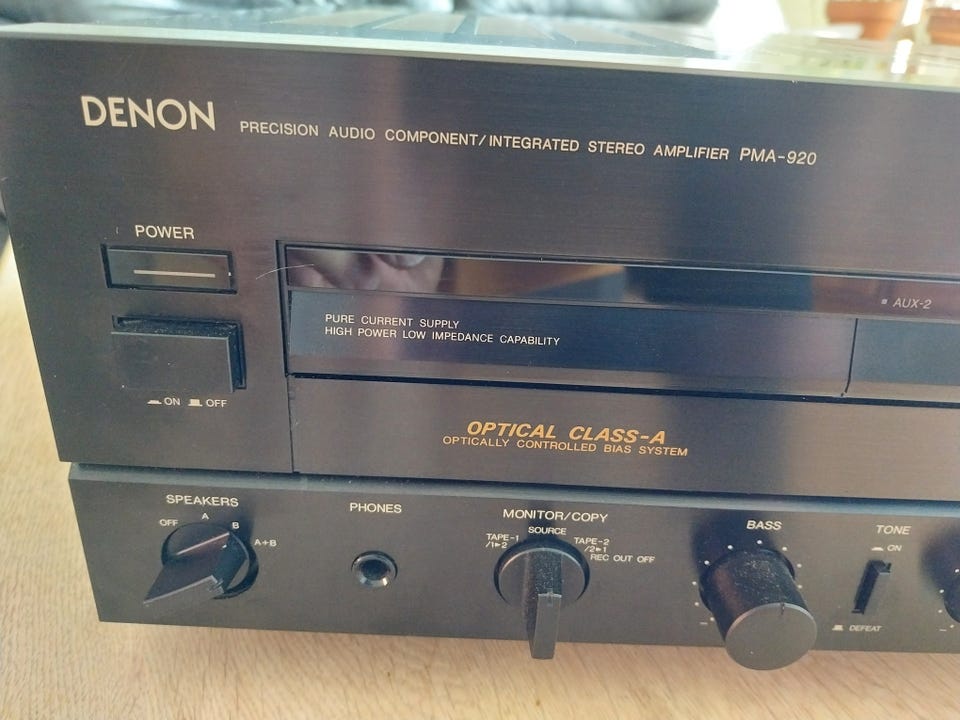 DENON PRECISION AUDIO COMPONENT/INTEGRATED STEREO AMPLIFIER PMA-920
POWER
AUX-2
PURE CURRENT SUPPLY
HIGH POWER LOW IMPEDANCE CAPABILITY
ON OFF
OPTICAL CLASS-A
OPTICALLY CONTROLLED BIAS SYSTEM
SPEAKERS
OFF A B A+B
PHONES
MONITOR/COPY
SOURCE
TAPE-1
/1▸2
TAPE-2
/2▸1
REC OUT OFF
BASS
-
TONE
ON
DEFEAT
-